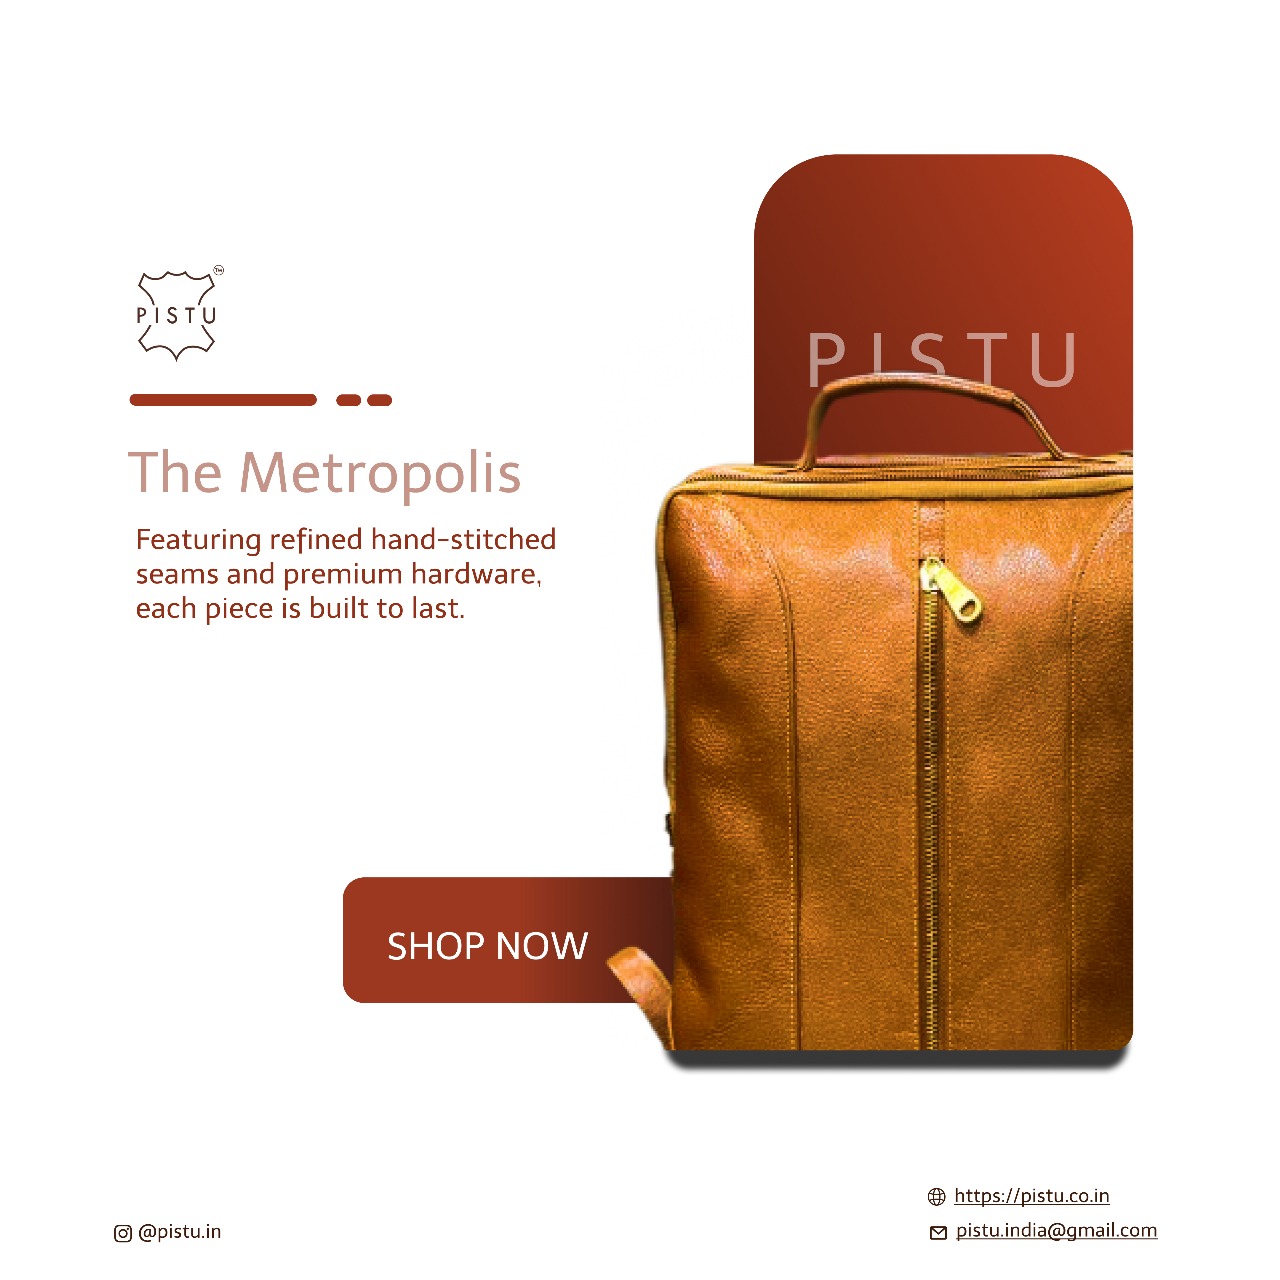 PISTU
TM
PISTU
The Metropolis
Featuring refined hand-stitched
seams and premium hardware,
each piece is built to last.
SHOP NOW
https://pistu.co.in
@pistu.in
pistu.india@gmail.com